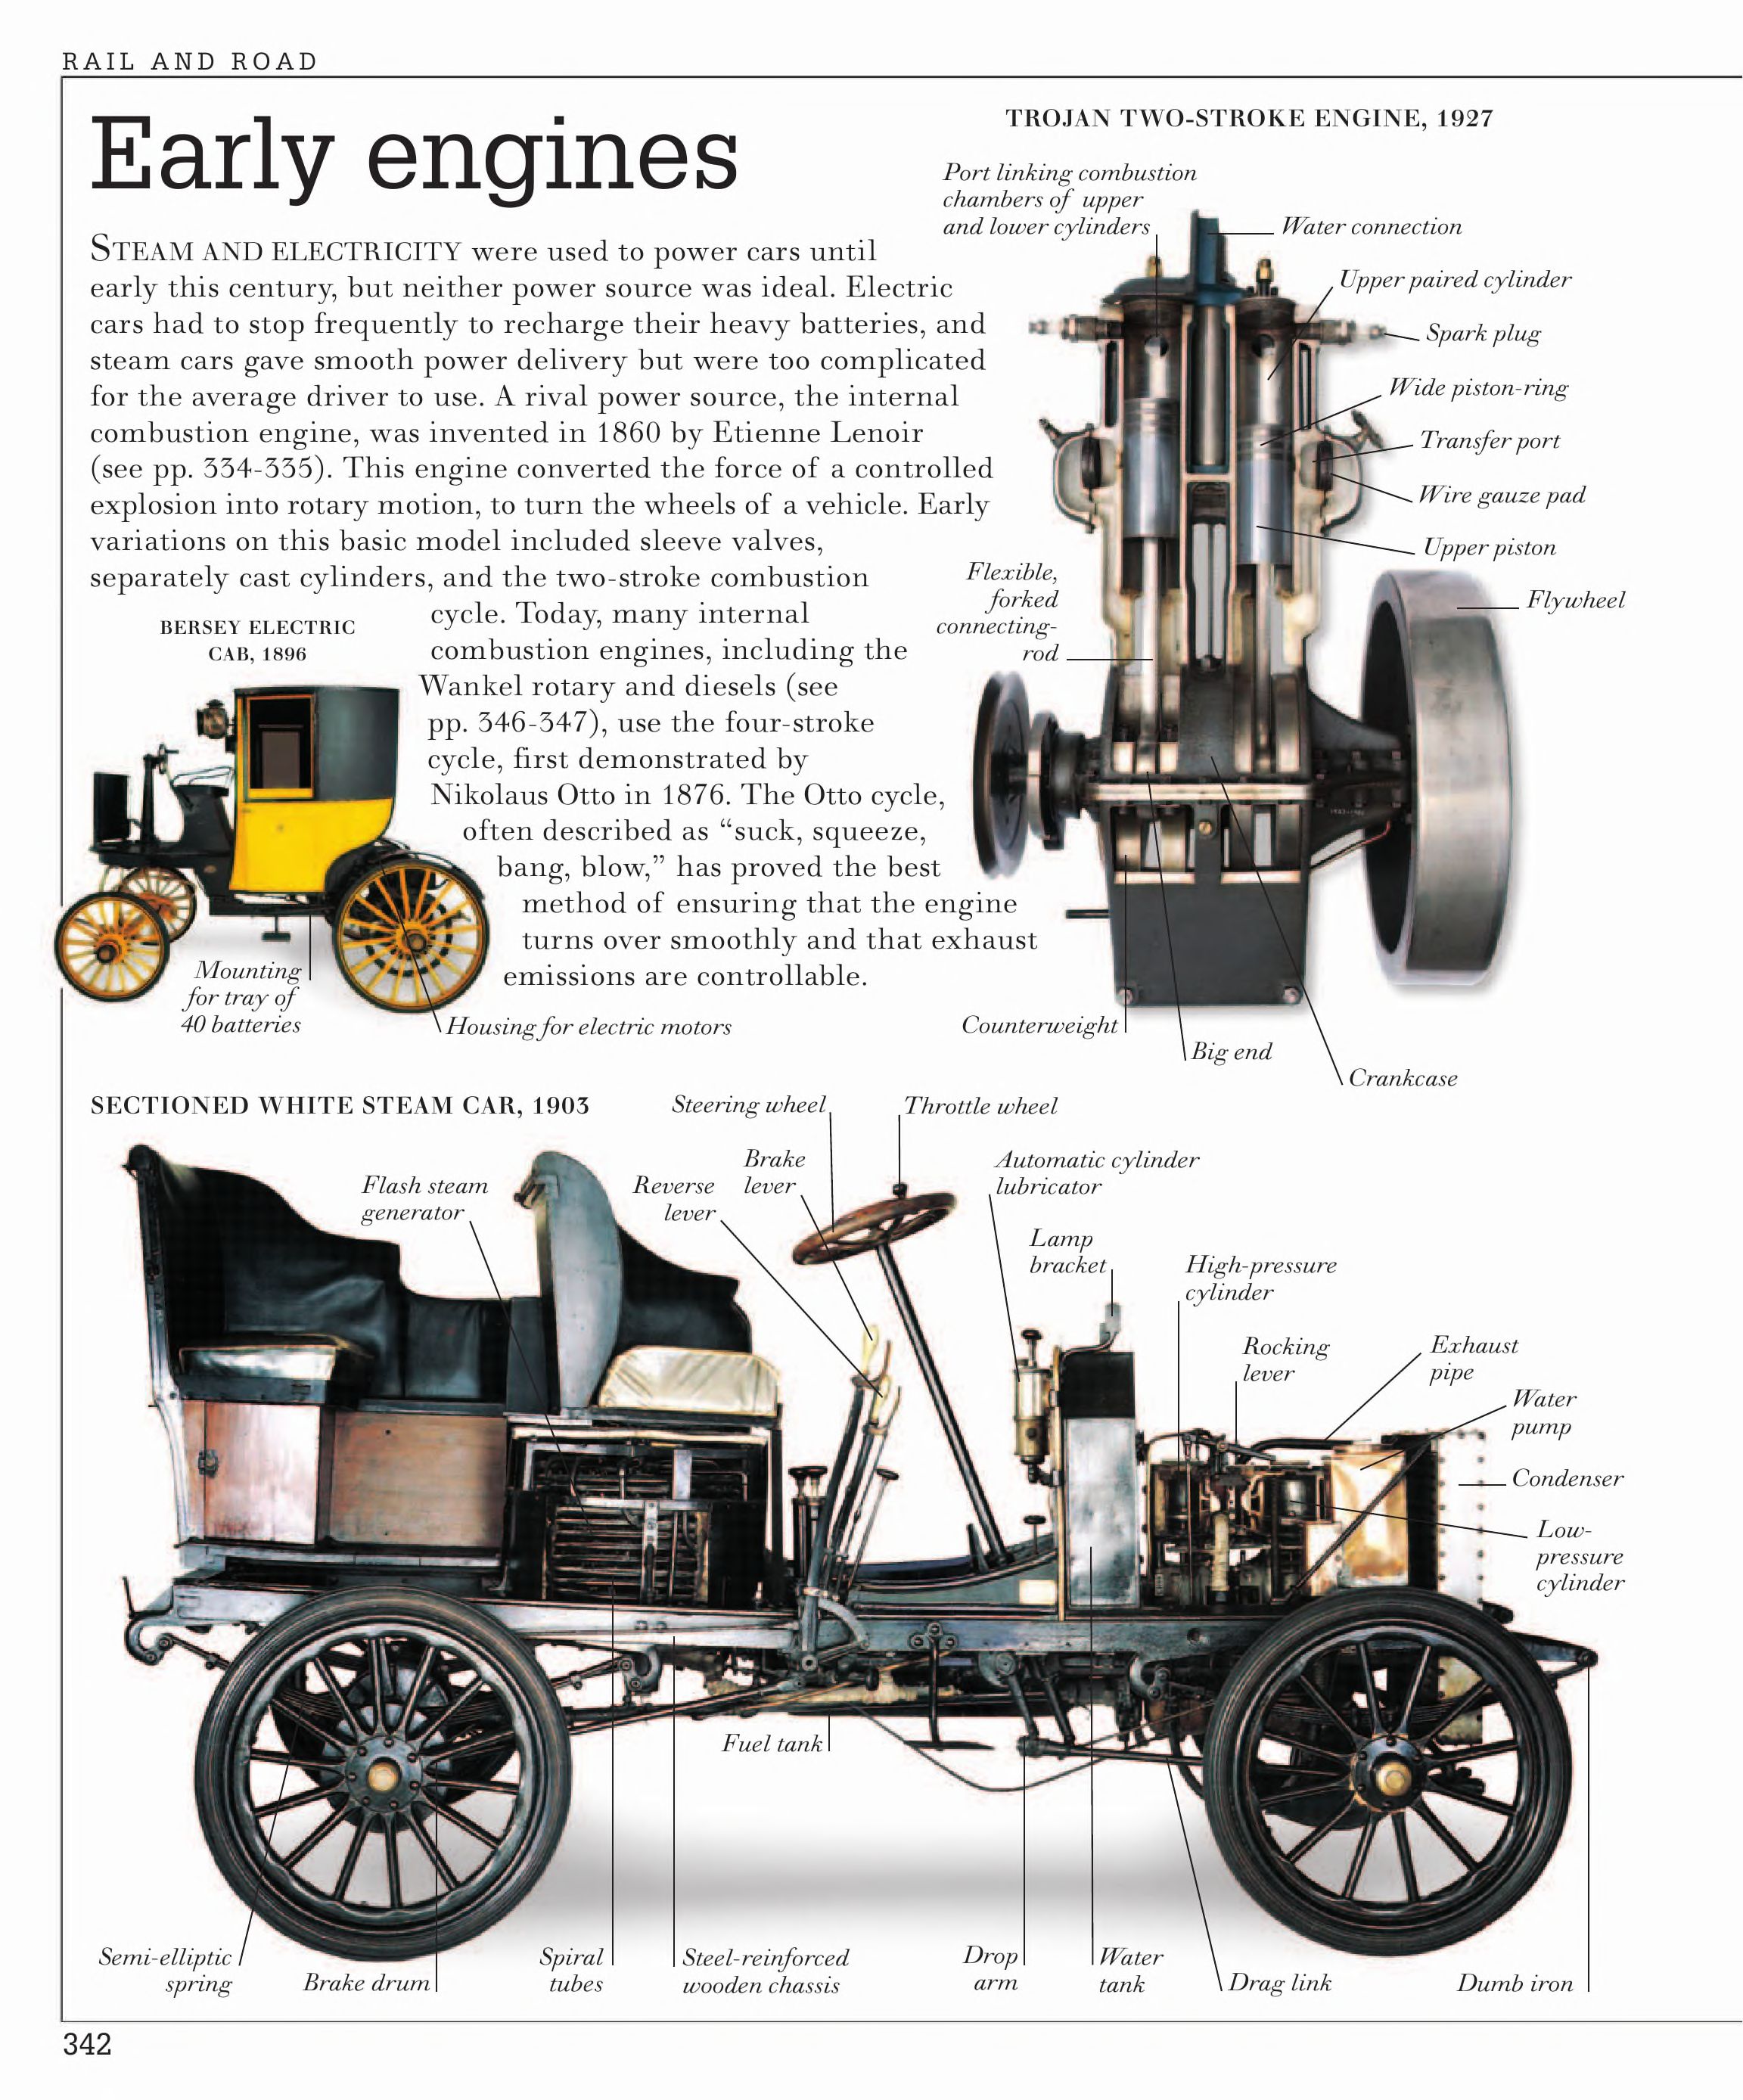 RAIL AND ROAD
Early engines
STEAM AND ELECTRICITY were used to power cars until
early this century, but neither power source was ideal. Electric
cars had to stop frequently to recharge their heavy batteries, and
steam cars gave smooth power delivery but were too complicated
for the average driver to use. A rival power source, the internal
combustion engine, was invented in 1860 by Etienne Lenoir
(see pp. 334-335). This engine converted the force of a controlled
explosion into rotary motion, to turn the wheels of a vehicle. Early
variations on this basic model included sleeve valves,
separately cast cylinders, and the two-stroke combustion
cycle. Today, many internal
combustion engines, including the
Wankel rotary and diesels (see
pp. 346-347), use the four-stroke
cycle, first demonstrated by
Nikolaus Otto in 1876. The Otto cycle,
often described as “suck, squeeze,
bang, blow,” has proved the best
method of ensuring that the engine
turns over smoothly and that exhaust
emissions are controllable.
BERSEY ELECTRIC
CAB, 1896
Mounting
for tray of
40 batteries
Housing for electric motors
TROJAN TWO-STROKE ENGINE, 1927
Port linking combustion
chambers of upper
and lower cylinders
Water connection
Upper paired cylinder
Spark plug
Wide piston-ring
Transfer port
Wire gauze pad
Upper piston
Flexible,
forked
connecting-
rod
Flywheel
Counterweight
Big end
Crankcase
SECTIONED WHITE STEAM CAR, 1903
Steering wheel
Throttle wheel
Flash steam
generator
Reverse
lever
Brake
lever
Automatic cylinder
lubricator
Lamp
bracket
High-pressure
cylinder
Rocking
lever
Exhaust
pipe
Water
pump
Condenser
Low-
pressure
cylinder
Fuel tank
Semi-elliptic
spring
Brake drum
Spiral
tubes
Steel-reinforced
wooden chassis
Drop
arm
Water
tank
Drag link
Dumb iron
342